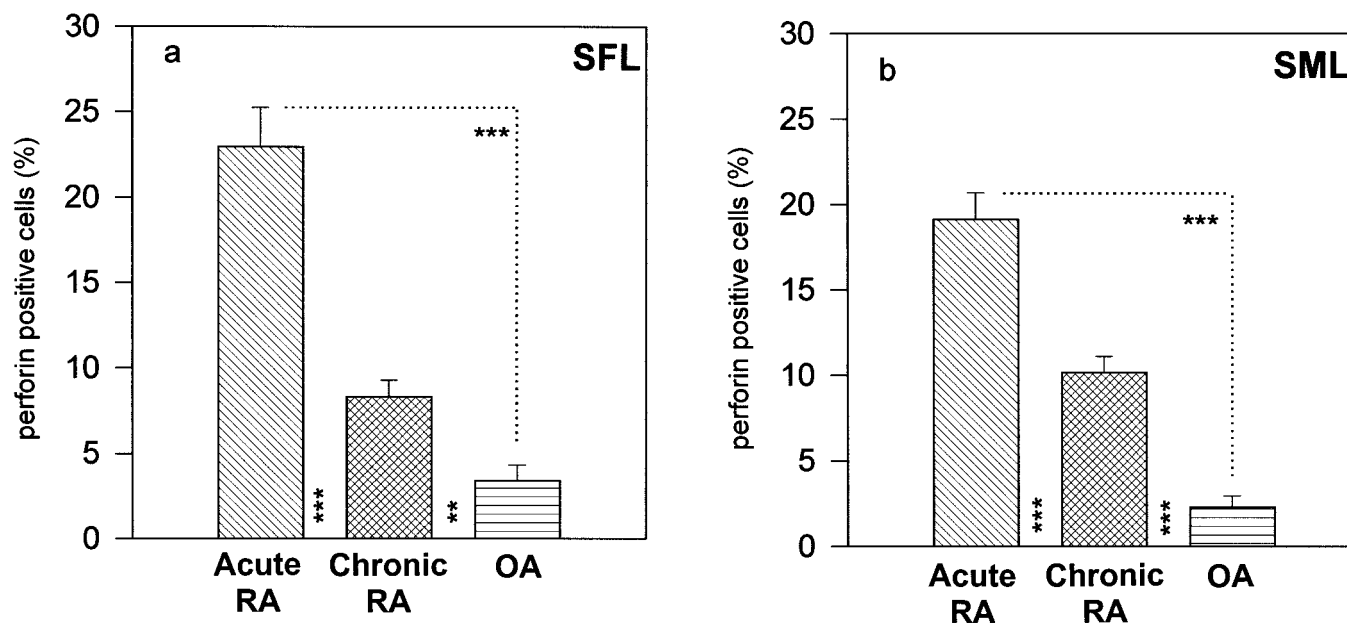 a
SFL
perforin positive cells (%)
30
25
20
15
10
5
0
***
***
**
Acute
RA
Chronic
RA
OA
b
SML
perforin positive cells (%)
30
25
20
15
10
5
0
***
***
***
Acute
RA
Chronic
RA
OA